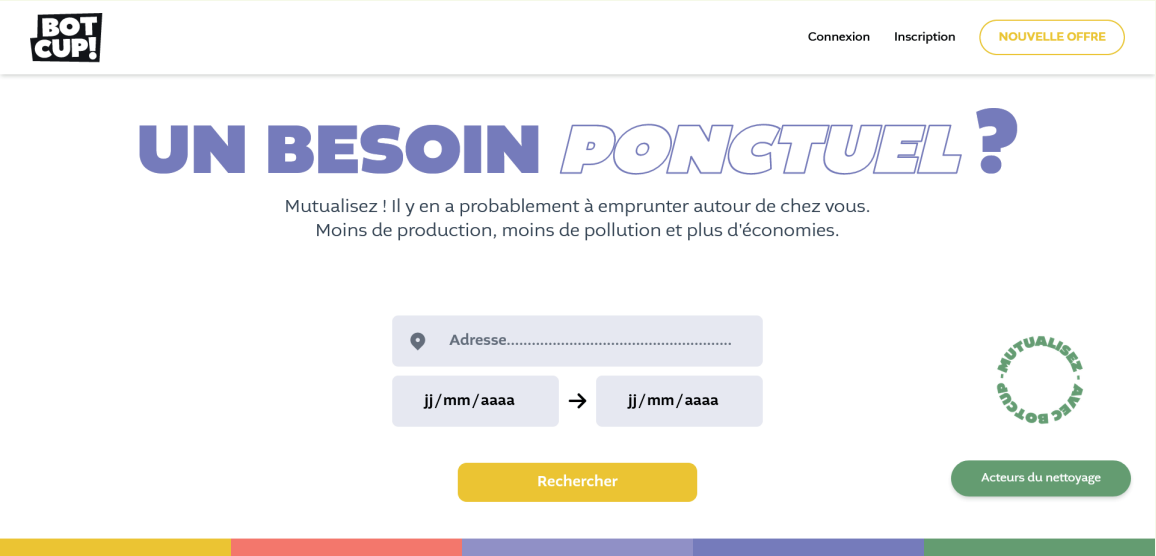 BOT
CUP!
Connexion
Inscription
NOUVELLE OFFRE
UN BESOIN PONCTUEL ?
Mutualisez ! Il y en a probablement à emprunter autour de chez vous.
Moins de production, moins de pollution et plus d'économies.
Adresse......................................................
jj/mm/aaaa
jj/mm/aaaa
Rechercher
MUTUALISEZ - AVEC BOTCUP -
Acteurs du nettoyage